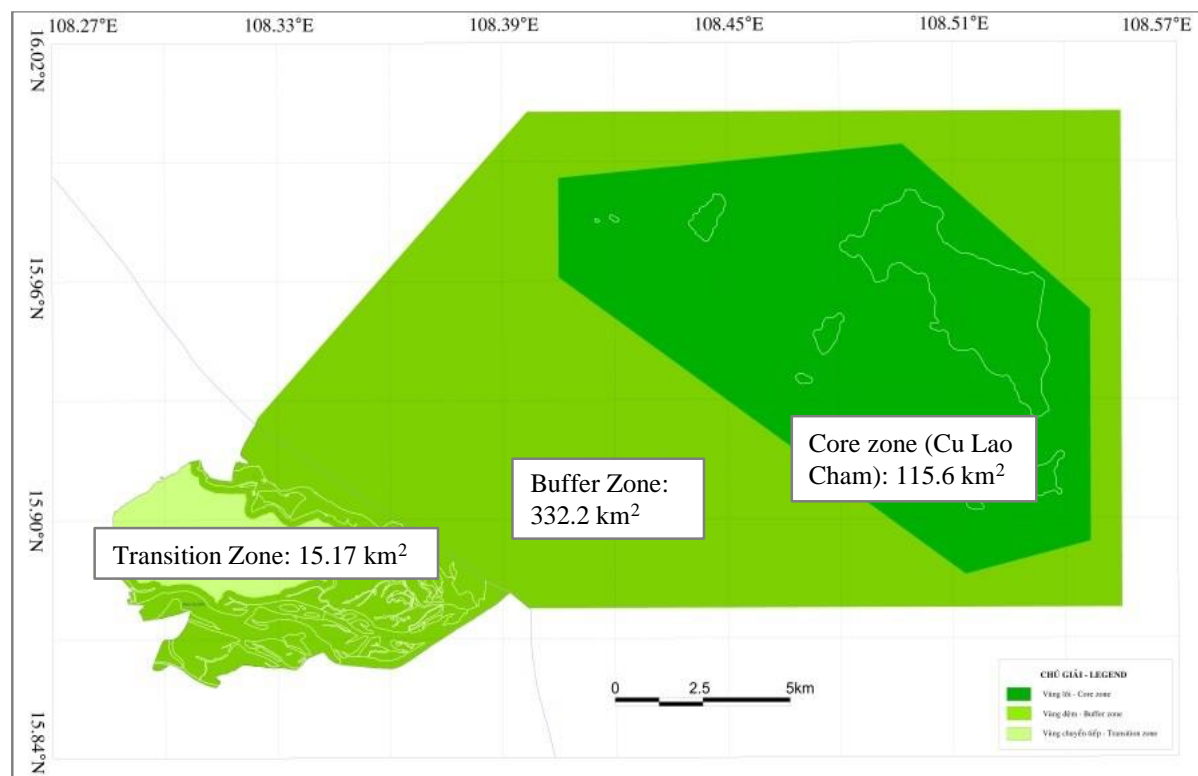 108.27°E 108.33°E 108.39°E 108.45°E 108.51°E 108.57°E
16.02°N
15.96°N
15.90°N
15.84°N
Core zone (Cu Lao
Cham): 115.6 km²
Buffer Zone:
332.2 km²
Transition Zone: 15.17 km²
0 2.5 5km
CHÚ GIẢI - LEGEND
Vùng lõi - Core zone
Vùng đệm - Buffer zone
Vùng chuyển tiếp - Transition zone